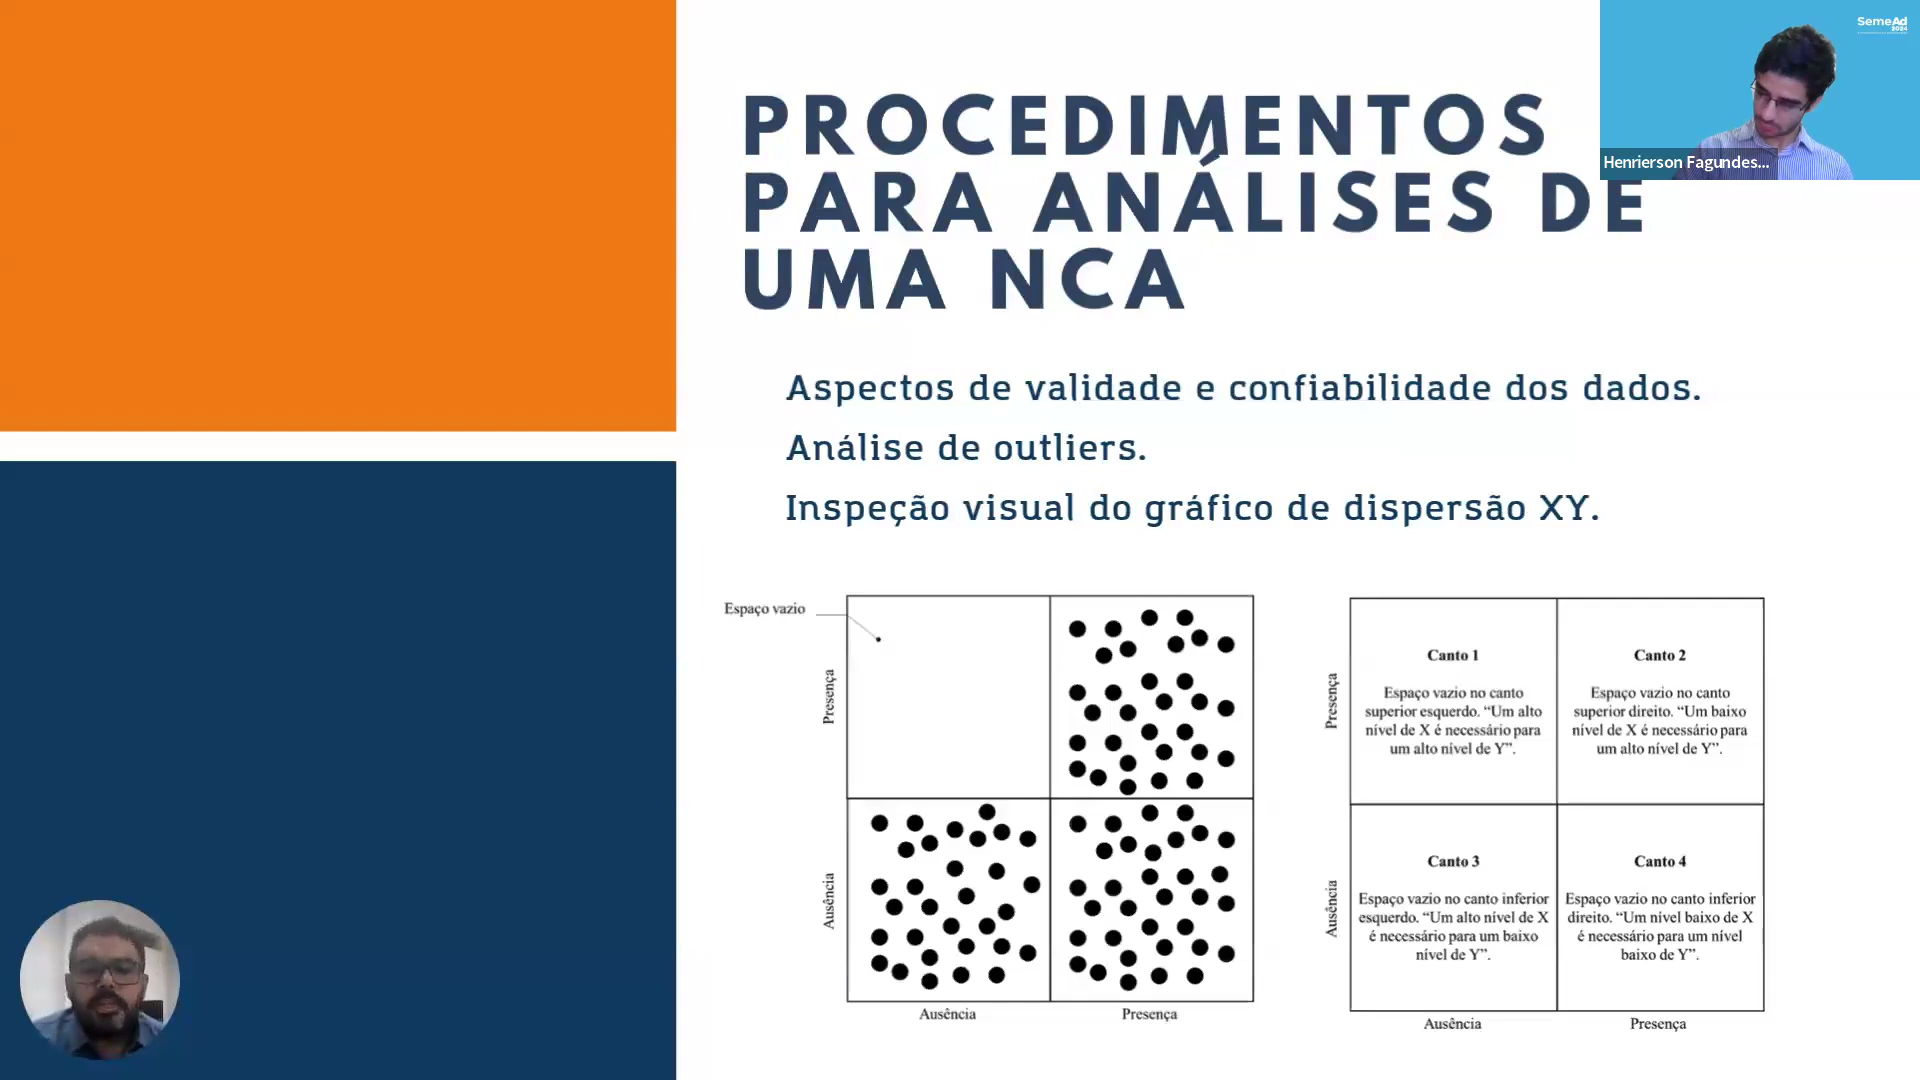 SemeAd
2024
Henrierson Fagundes...
PROCEDIMENTOS
PARA ANÁLISES DE
UMA NCA
Aspectos de validade e confiabilidade dos dados.
Análise de outliers.
Inspeção visual do gráfico de dispersão XY.
Espaço vazio
Presença
Ausência
Ausência
Presença
Presença
Canto 1
Espaço vazio no canto
superior esquerdo. “Um alto
nível de X é necessário para
um alto nível de Y”.
Canto 2
Espaço vazio no canto
superior direito. “Um baixo
nível de X é necessário para
um alto nível de Y”.
Ausência
Canto 3
Espaço vazio no canto inferior
esquerdo. “Um alto nível de X
é necessário para um baixo
nível de Y”.
Canto 4
Espaço vazio no canto inferior
direito. “Um nível baixo de X
é necessário para um nível
baixo de Y”.
Ausência
Presença